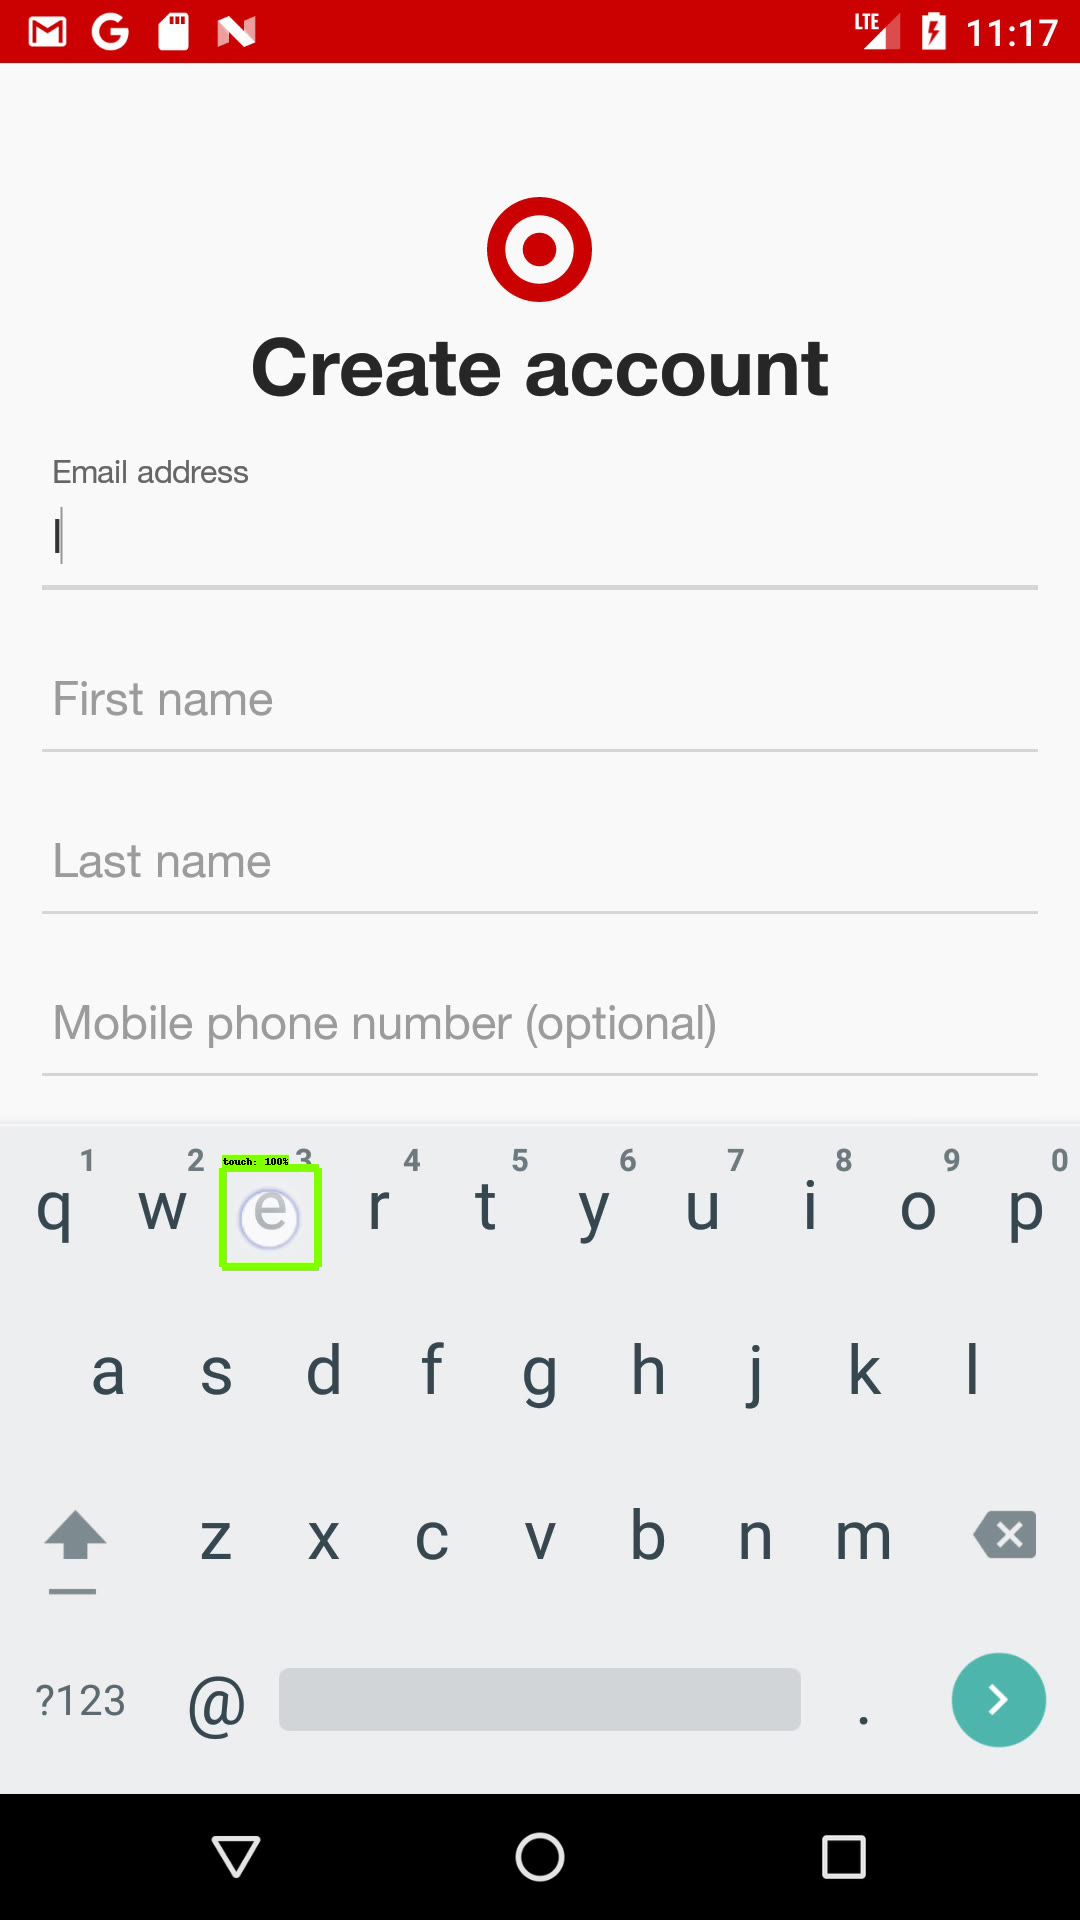 LTE 11:17
Create account
Email address
l
First name
Last name
Mobile phone number (optional)
1 2 3 4 5 6 7 8 9 0
touch: 100%
q w e r t y u i o p
a s d f g h j k l
z x c v b n m
?123 @ .